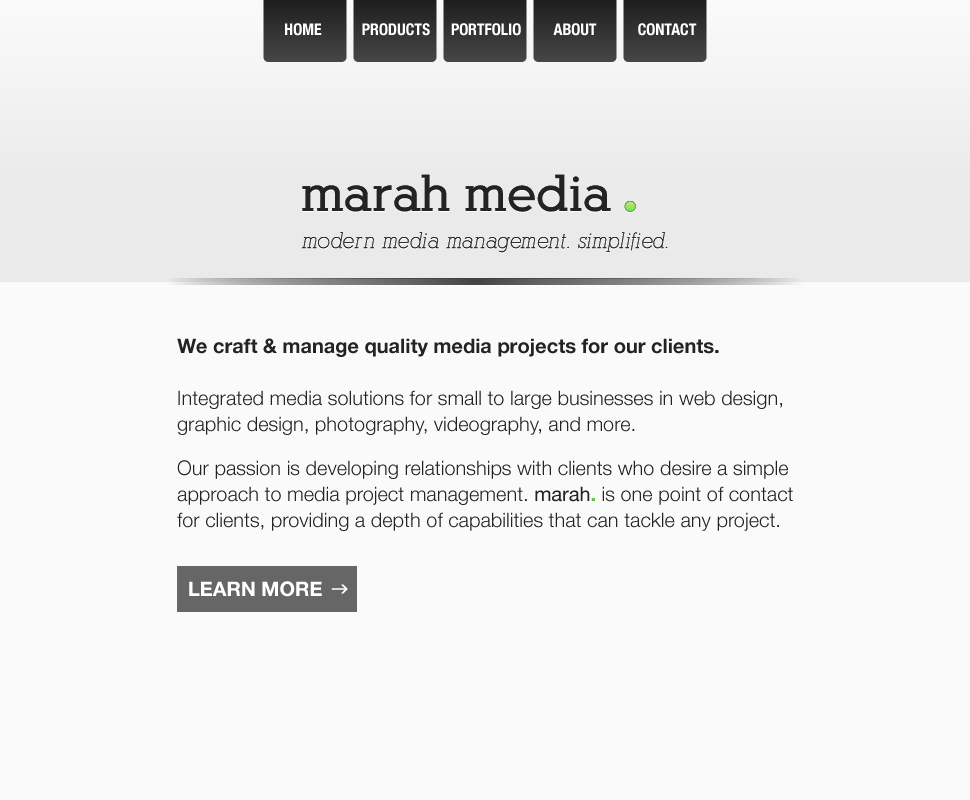 HOME PRODUCTS PORTFOLIO ABOUT CONTACT
marah media .
modern media management. simplified.
We craft & manage quality media projects for our clients.
Integrated media solutions for small to large businesses in web design,
graphic design, photography, videography, and more.
Our passion is developing relationships with clients who desire a simple
approach to media project management. marah. is one point of contact
for clients, providing a depth of capabilities that can tackle any project.
LEARN MORE →